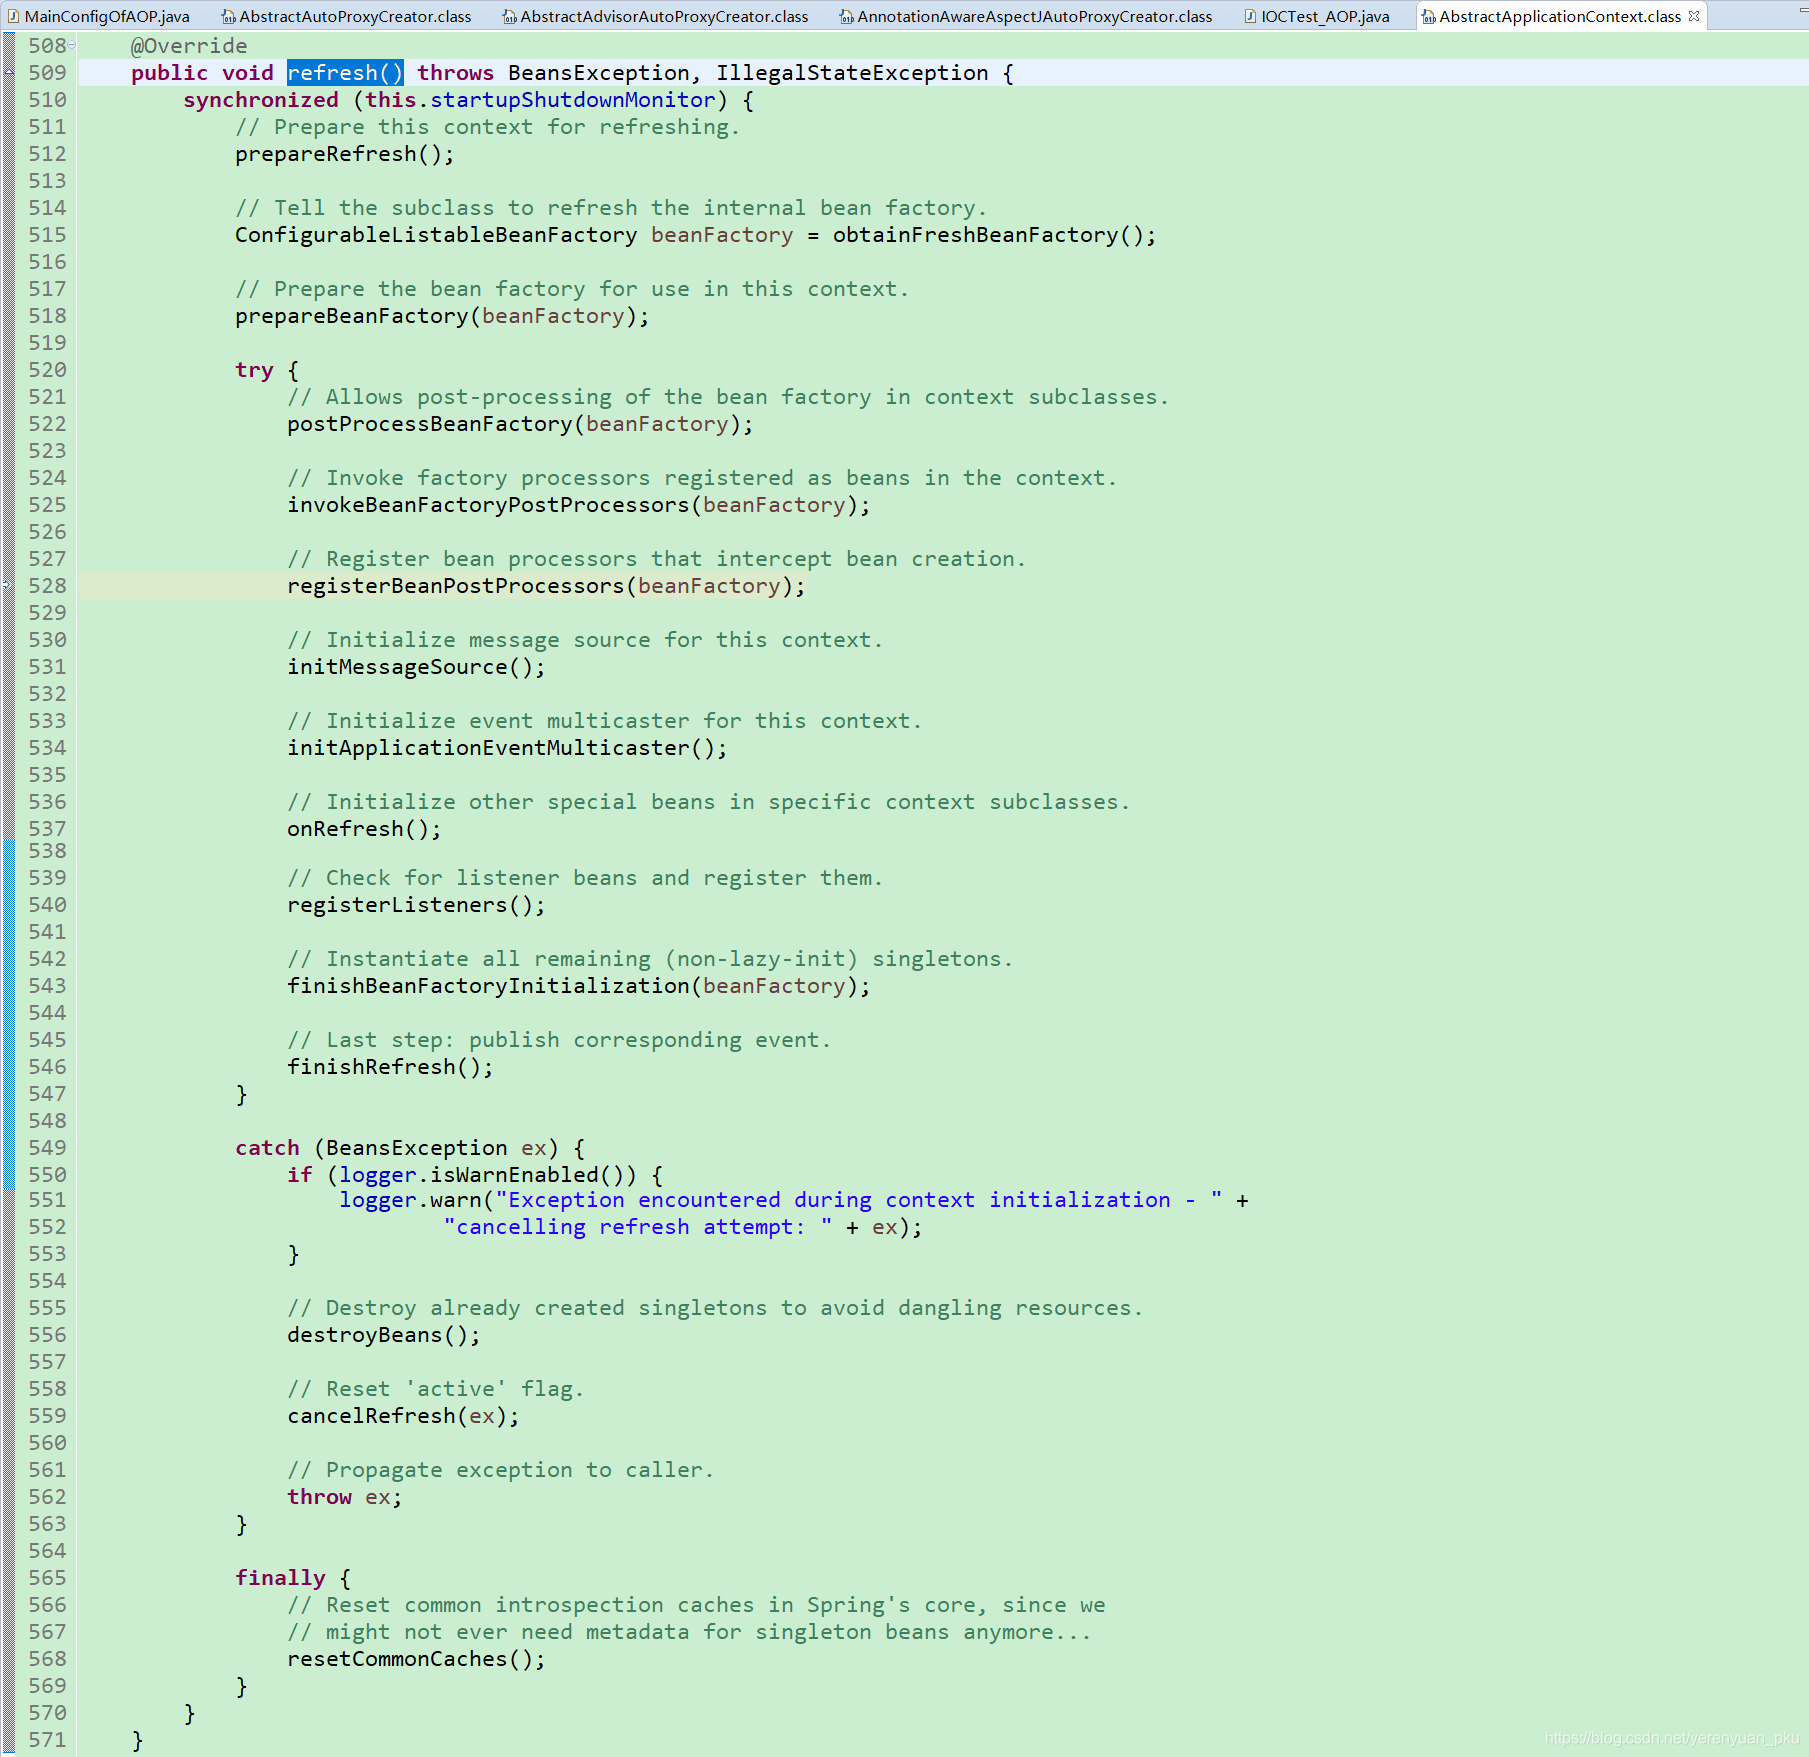 MainConfigOfAOP.java AbstractAutoProxyCreator.class AbstractAdvisorAutoProxyCreator.class AnnotationAwareAspectJAutoProxyCreator.class IOCTest_AOP.java AbstractApplicationContext.class
508 @Override
509 public void refresh() throws BeansException, IllegalStateException {
510 synchronized (this.startupShutdownMonitor) {
511 // Prepare this context for refreshing.
512 prepareRefresh();
513
514 // Tell the subclass to refresh the internal bean factory.
515 ConfigurableListableBeanFactory beanFactory = obtainFreshBeanFactory();
516
517 // Prepare the bean factory for use in this context.
518 prepareBeanFactory(beanFactory);
519
520 try {
521 // Allows post-processing of the bean factory in context subclasses.
522 postProcessBeanFactory(beanFactory);
523
524 // Invoke factory processors registered as beans in the context.
525 invokeBeanFactoryPostProcessors(beanFactory);
526
527 // Register bean processors that intercept bean creation.
528 registerBeanPostProcessors(beanFactory);
529
530 // Initialize message source for this context.
531 initMessageSource();
532
533 // Initialize event multicaster for this context.
534 initApplicationEventMulticaster();
535
536 // Initialize other special beans in specific context subclasses.
537 onRefresh();
538
539 // Check for listener beans and register them.
540 registerListeners();
541
542 // Instantiate all remaining (non-lazy-init) singletons.
543 finishBeanFactoryInitialization(beanFactory);
544
545 // Last step: publish corresponding event.
546 finishRefresh();
547 }
548
549 catch (BeansException ex) {
550 if (logger.isWarnEnabled()) {
551 logger.warn("Exception encountered during context initialization - " +
552 "cancelling refresh attempt: " + ex);
553 }
554
555 // Destroy already created singletons to avoid dangling resources.
556 destroyBeans();
557
558 // Reset 'active' flag.
559 cancelRefresh(ex);
560
561 // Propagate exception to caller.
562 throw ex;
563 }
564
565 finally {
566 // Reset common introspection caches in Spring's core, since we
567 // might not ever need metadata for singleton beans anymore...
568 resetCommonCaches();
569 }
570 }
571 }
https://blog.csdn.net/yerenyuan_pku